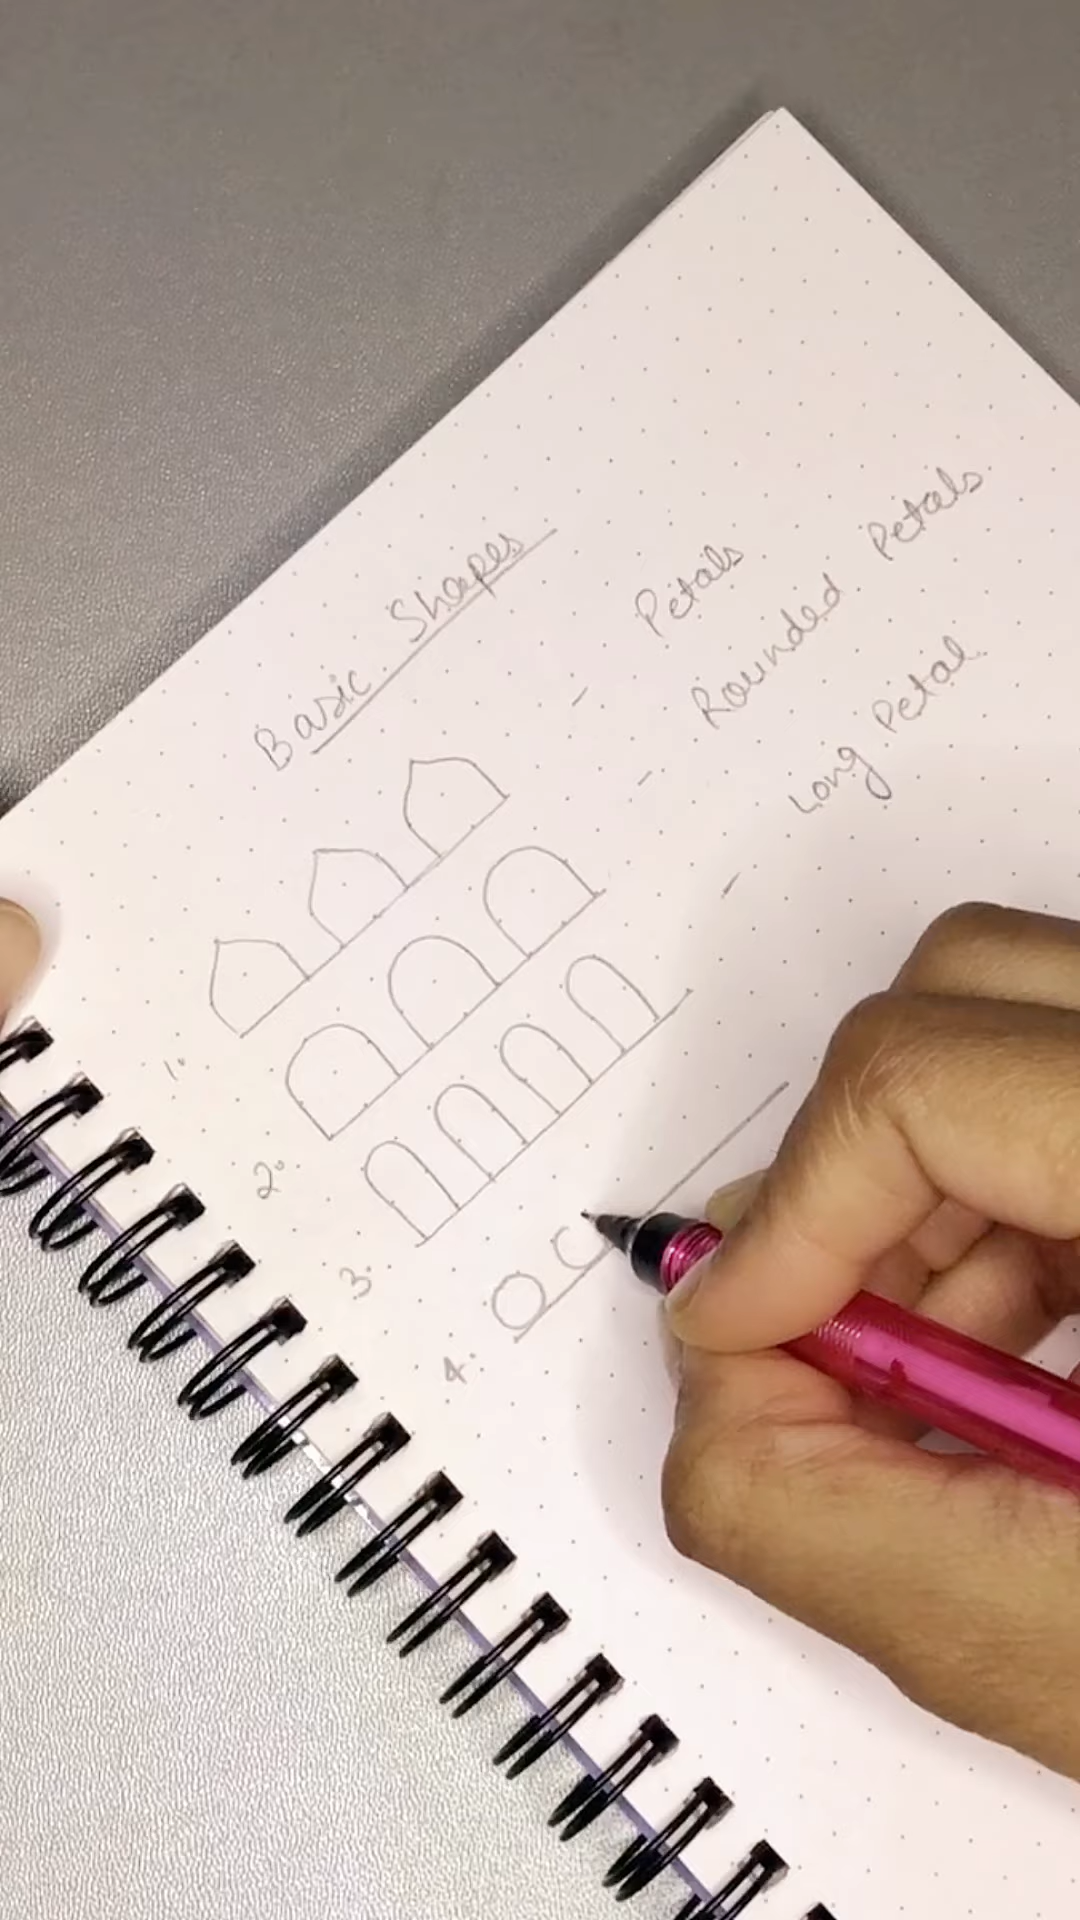 Basic Shapes
1. - Petals
2. - Rounded Petals
3. - Long Petal
4.